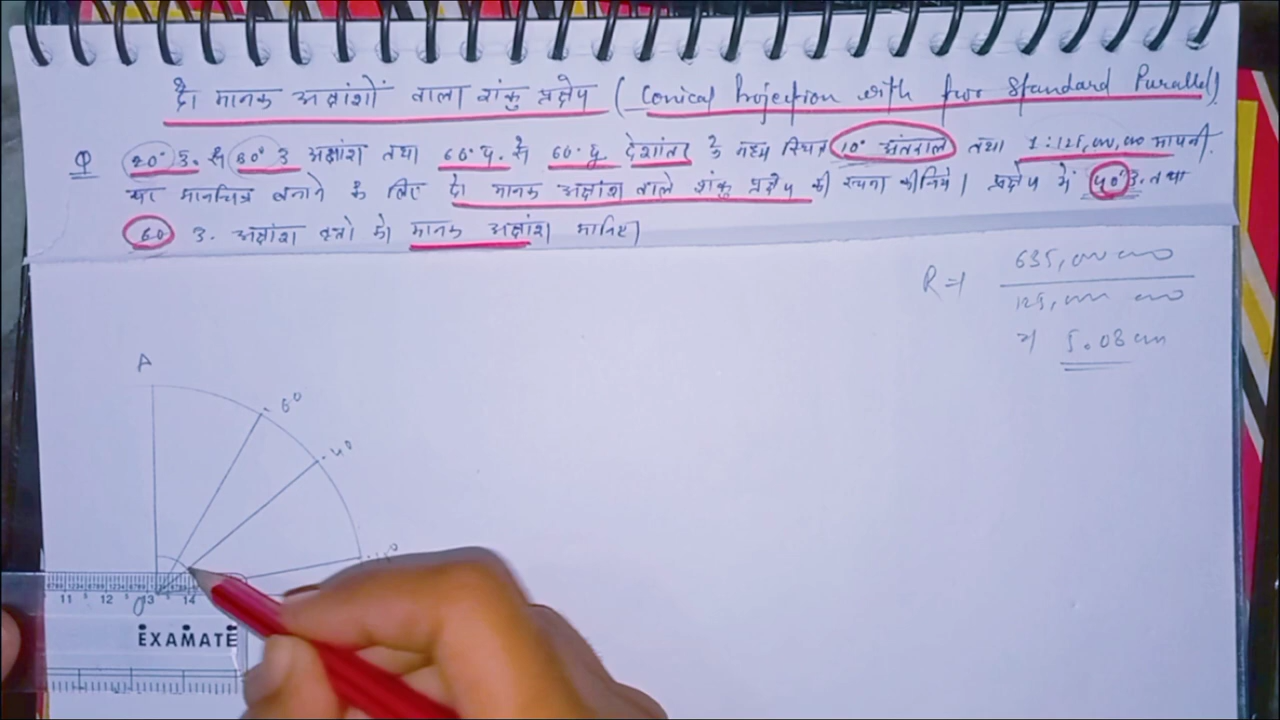 दो मानक अक्षांशों वाला शंकु प्रक्षेप (Conical Projection with two Standard Parallel)
Q 20° उ. से 80° उ अक्षांश तथा 60° प. से 60° पू देशांतर के मध्य स्थित 10° अंतराल तथा 1:125,000,000 मापनी
पर मानचित्र बनाने के लिए दो मानक अक्षांश वाले शंकु प्रक्षेप की रचना कीजिये। प्रक्षेप में 40° उ. तथा
60 उ. अक्षांश वृत्तो को मानक अक्षांश मानिए।
R ⇒ 635,000 000
125,000 000
⇒ 5.08 cm
A
60
40
11 12 13 14
O
EXAMATE